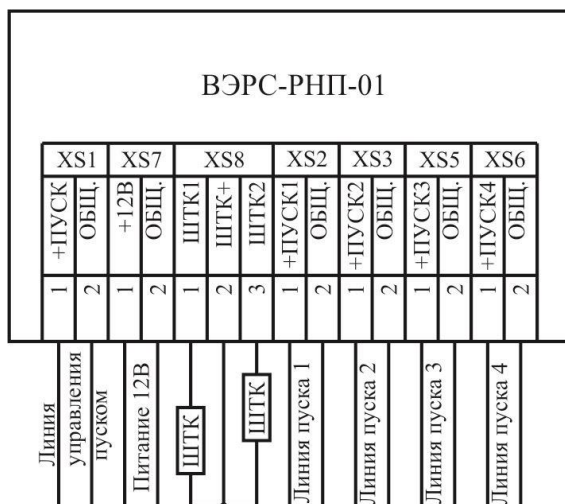 ВЭРС-РНП-01
XS1 XS7 XS8 XS2 XS3 XS5 XS6
+ПУСК
ОБЩ.
+12В
ОБЩ.
ШТК1
ШТК+
ШТК2
+ПУСК1
ОБЩ.
+ПУСК2
ОБЩ.
+ПУСК3
ОБЩ.
+ПУСК4
ОБЩ.
1 2 1 2 1 2 3 1 2 1 2 1 2 1 2
Линия
управления
пуском
Питание 12В
ШТК
ШТК
Линия пуска 1
Линия пуска 2
Линия пуска 3
Линия пуска 4